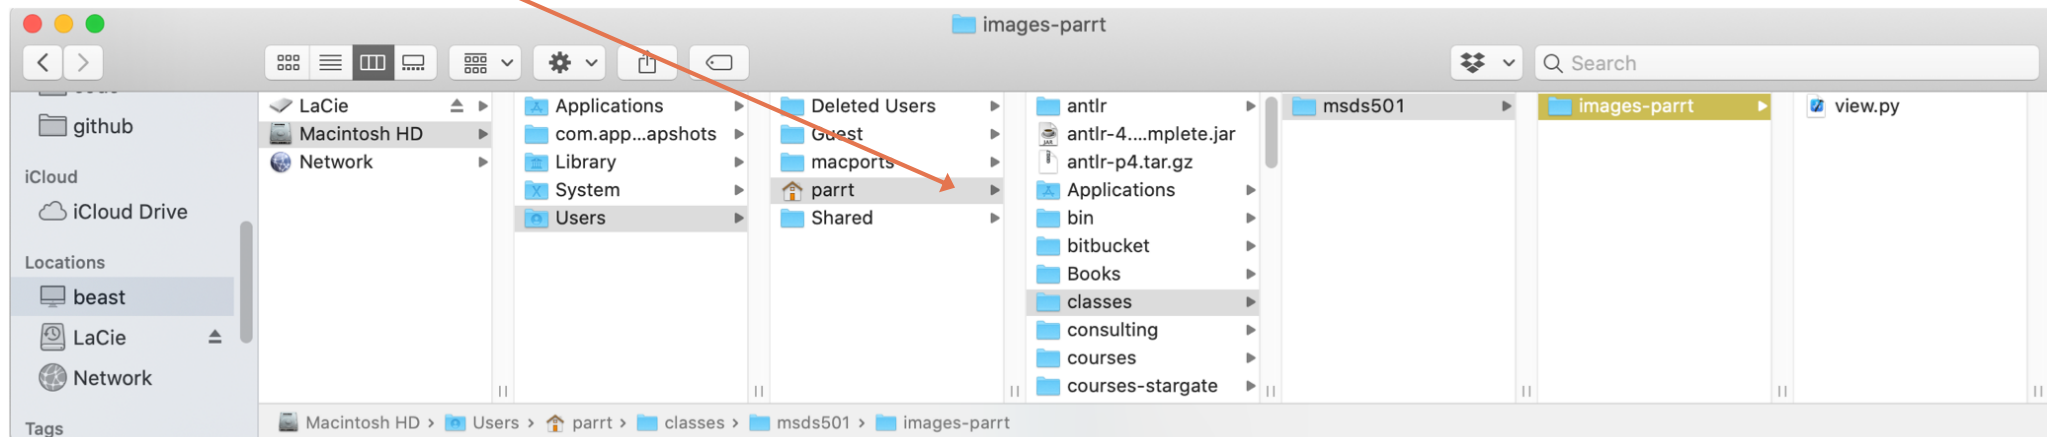 images-parrt
Search
github
iCloud
iCloud Drive
Locations
beast
LaCie
Network
Tags
LaCie
Macintosh HD
Network
Applications
com.app...apshots
Library
System
Users
Deleted Users
Guest
macports
parrt
Shared
antlr
antlr-4....mplete.jar
antlr-p4.tar.gz
Applications
bin
bitbucket
Books
classes
consulting
courses
courses-stargate
msds501
images-parrt
view.py
Macintosh HD › Users › parrt › classes › msds501 › images-parrt